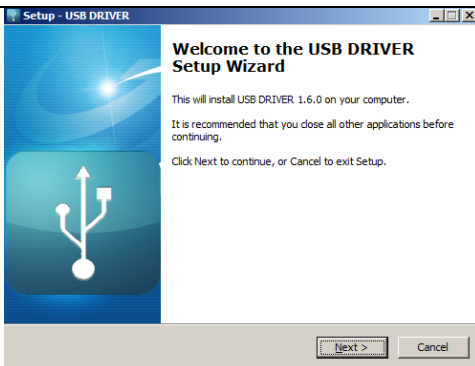 Setup - USB DRIVER
Welcome to the USB DRIVER
Setup Wizard
This will install USB DRIVER 1.6.0 on your computer.
It is recommended that you close all other applications before
continuing.
Click Next to continue, or Cancel to exit Setup.
Next >
Cancel